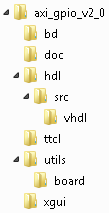 axi_gpio_v2_0
bd
doc
hdl
src
vhdl
ttcl
utils
board
xgui